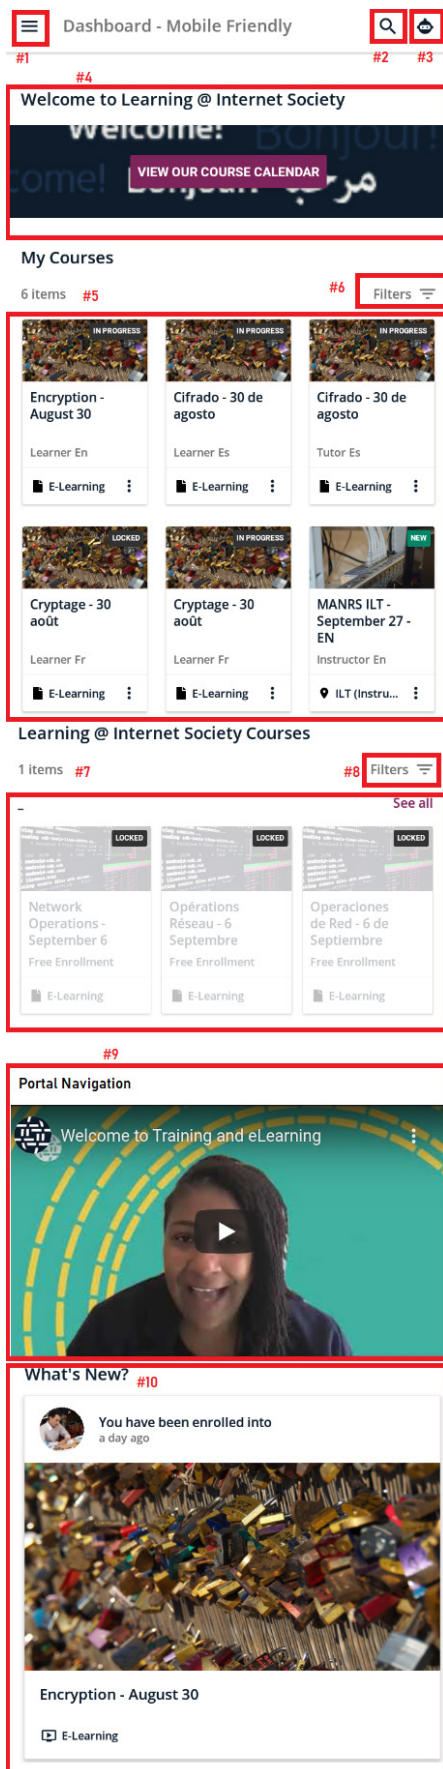 Dashboard - Mobile Friendly
#1
#2
#3
#4
Welcome to Learning @ Internet Society
Welcome! Bonjour!
come! Bonjour! مرحبا
VIEW OUR COURSE CALENDAR
My Courses
6 items
#5
#6
Filters
IN PROGRESS
IN PROGRESS
IN PROGRESS
Encryption -
August 30
Learner En
E-Learning
Cifrado - 30 de
agosto
Learner Es
E-Learning
Cifrado - 30 de
agosto
Tutor Es
E-Learning
LOCKED
IN PROGRESS
NEW
Cryptage - 30
août
Learner Fr
E-Learning
Cryptage - 30
août
Learner Fr
E-Learning
MANRS ILT -
September 27 -
EN
Instructor En
ILT (Instru...
Learning @ Internet Society Courses
1 items
#7
#8
Filters
_
See all
LOCKED
LOCKED
LOCKED
Network
Operations -
September 6
Free Enrollment
E-Learning
Opérations
Réseau - 6
Septembre
Free Enrollment
E-Learning
Operaciones
de Red - 6 de
Septiembre
Free Enrollment
E-Learning
#9
Portal Navigation
Welcome to Training and eLearning
What's New?
#10
You have been enrolled into
a day ago
Encryption - August 30
E-Learning